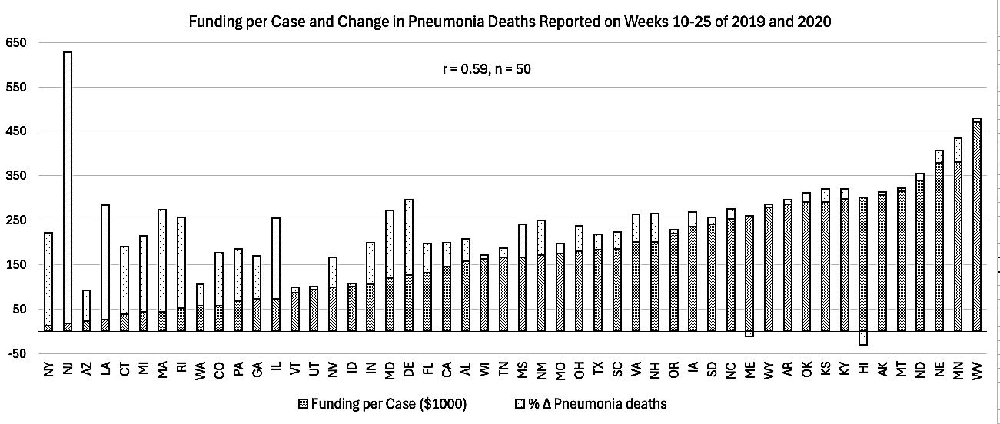 Funding per Case and Change in Pneumonia Deaths Reported on Weeks 10-25 of 2019 and 2020
650
r = 0.59, n = 50
550
450
350
250
150
50
-50
NY NJ AZ LA CT MI MA RI WA CO PA GA IL VT UT NV ID IN MD DE FL CA AL WI TN MS NM MO OH TX SC VA NH OR IA SD NC ME WY AR OK KS KY HI AK MT ND NE MN WV
Funding per Case ($1000) % Δ Pneumonia deaths